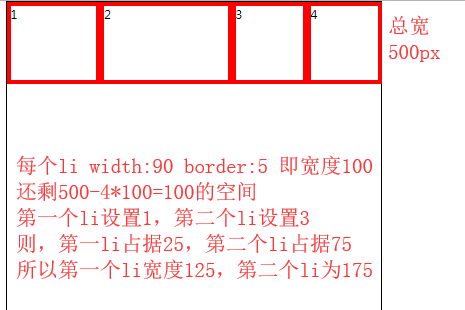 1 2 3 4
总宽
500px
每个li width:90 border:5 即宽度100
还剩500-4*100=100的空间
第一个li设置1，第二个li设置3
则，第一li占据25，第二个li占据75
所以第一个li宽度125，第二个li为175